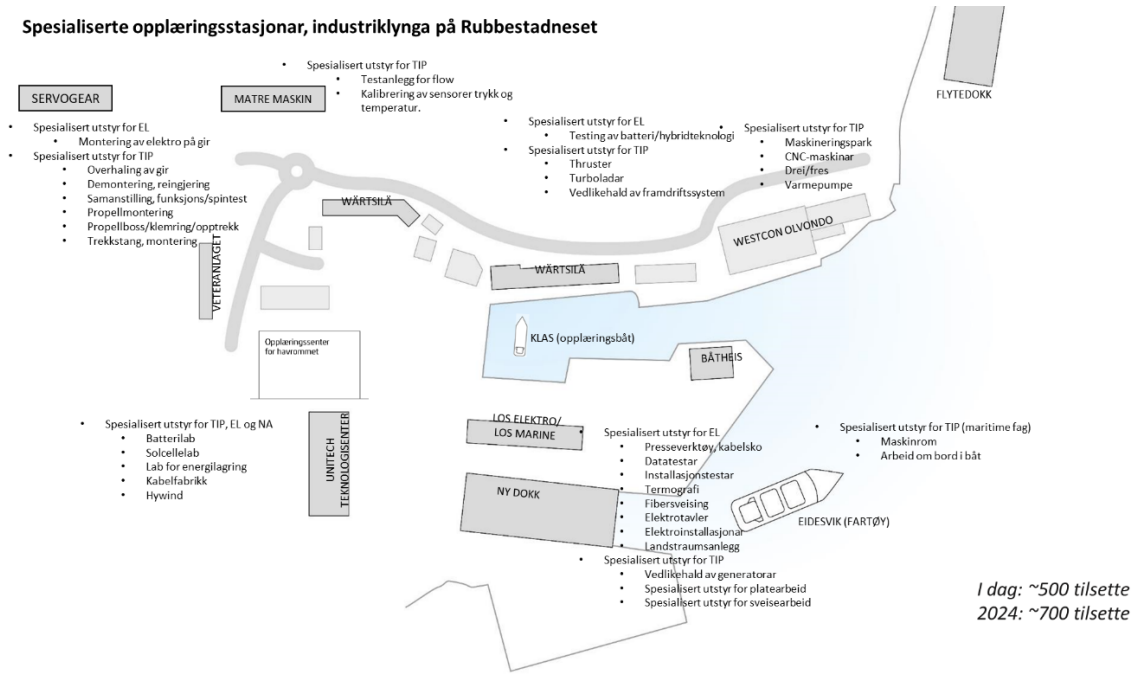 Spesialiserte opplæringsstasjonar, industriklynga på Rubbestadneset
SERVOGEAR
• Spesialisert utstyr for EL
• Montering av elektro på gir
• Spesialisert utstyr for TIP
• Overhaling av gir
• Demontering, reingjering
• Samanstilling, funksjons/spintest
• Propellmontering
• Propellboss/klemring/opptrekk
• Trekkstang, montering
MATRE MASKIN
• Spesialisert utstyr for TIP
• Testanlegg for flow
• Kalibrering av sensorer trykk og
temperatur.
• Spesialisert utstyr for EL
• Testing av batteri/hybridteknologi
• Spesialisert utstyr for TIP
• Thruster
• Turboladar
• Vedlikehald av framdriftssystem
• Spesialisert utstyr for TIP
• Maskineringspark
• CNC-maskinar
• Drei/fres
• Varmepumpe
FLYTEDOKK
WÄRTSILÄ
VETERANLAGET
WÄRTSILÄ
WESTCON OLVONDO
Opplæringssenter
for havrommet
KLAS (opplæringsbåt)
BÅTHEIS
• Spesialisert utstyr for TIP, EL og NA
• Batterilab
• Solcellelab
• Lab for energilagring
• Kabelfabrikk
• Hywind
UNITECH
TEKNOLOGISENTER
LOS ELEKTRO/
LOS MARINE
NY DOKK
• Spesialisert utstyr for EL
• Presseverktøy, kabelsko
• Datatestar
• Installasjonstestar
• Termografi
• Fibersveising
• Elektrotavler
• Elektroinstallasjonar
• Landstraumsanlegg
• Spesialisert utstyr for TIP
• Vedlikehald av generatorar
• Spesialisert utstyr for platearbeid
• Spesialisert utstyr for sveisearbeid
• Spesialisert utstyr for TIP (maritime fag)
• Maskinrom
• Arbeid om bord i båt
EIDESVIK (FARTØY)
I dag: ~500 tilsette
2024: ~700 tilsette